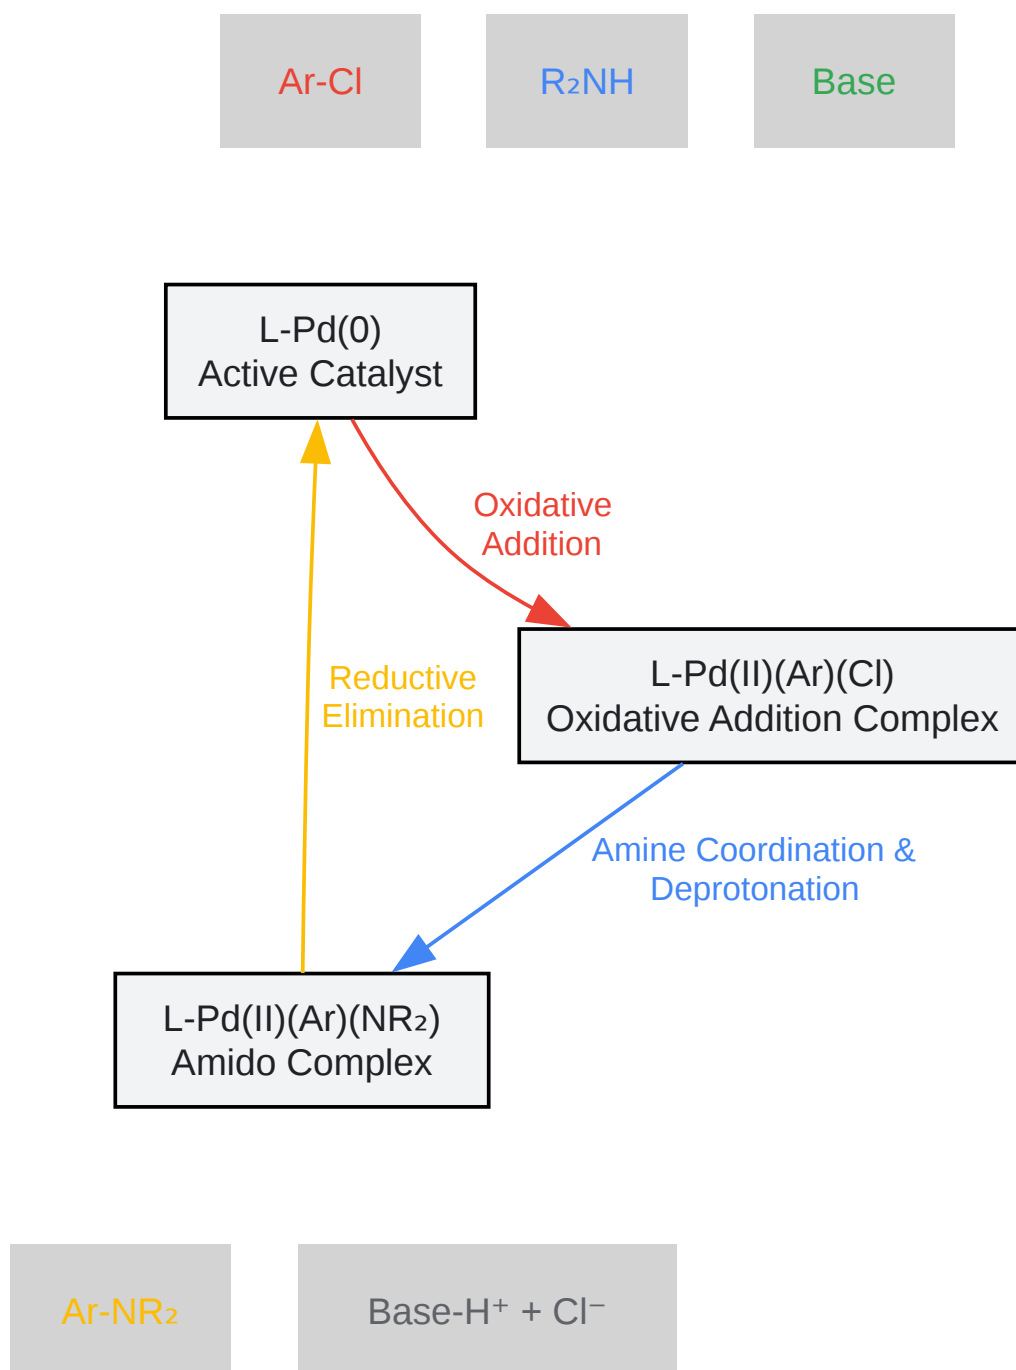 Ar-Cl
R₂NH
Base
L-Pd(0)
Active Catalyst
Oxidative
Addition
L-Pd(II)(Ar)(Cl)
Oxidative Addition Complex
Reductive
Elimination
Amine Coordination &
Deprotonation
L-Pd(II)(Ar)(NR₂)
Amido Complex
Ar-NR₂
Base-H⁺ + Cl⁻